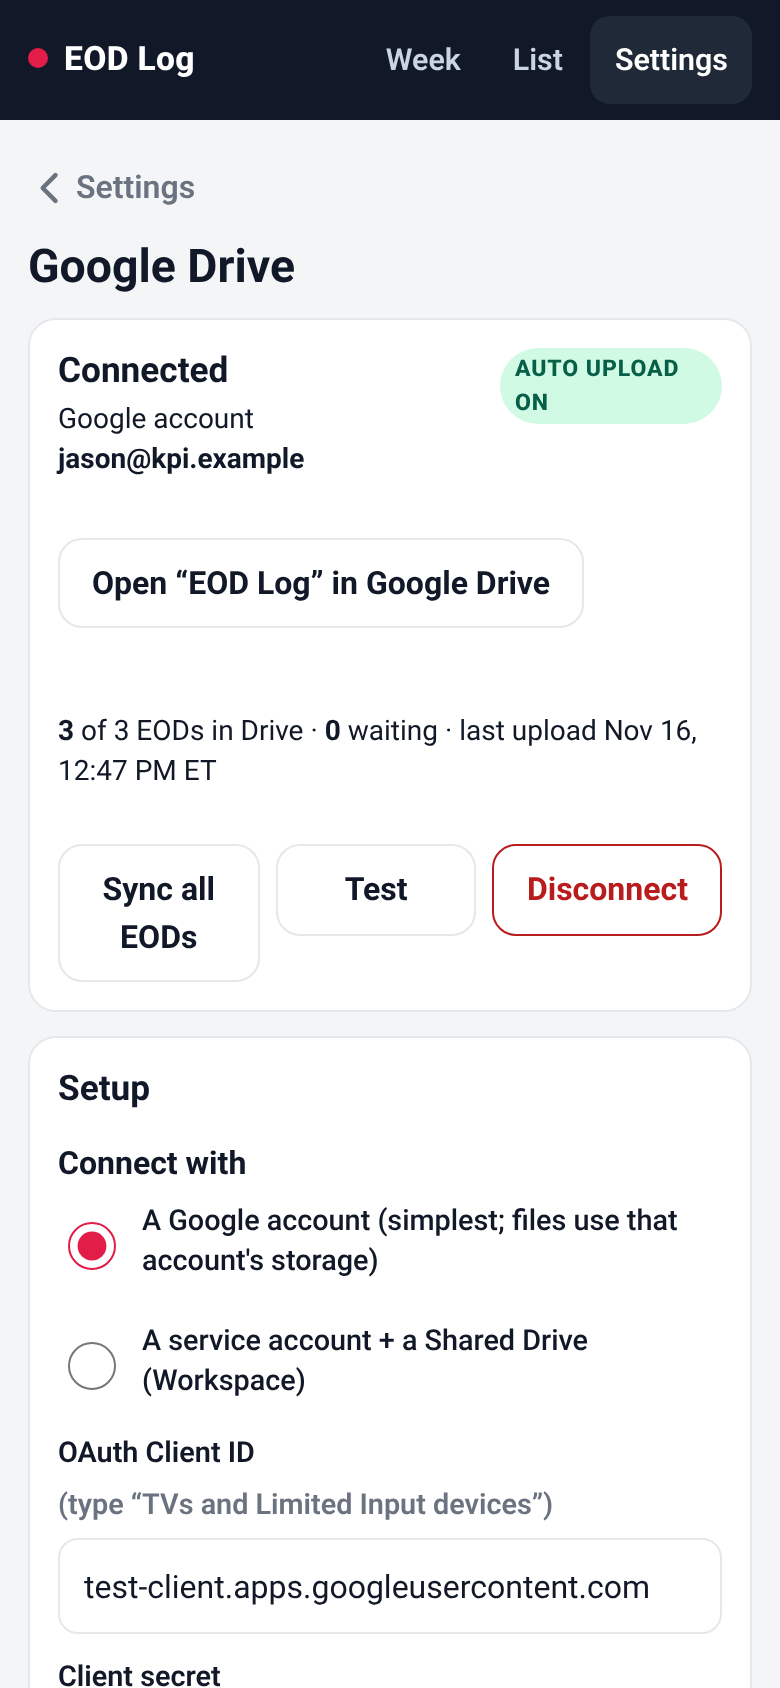 EOD Log
Week
List
Settings
Settings
Google Drive
Connected
AUTO UPLOAD
ON
Google account
jason@kpi.example
Open “EOD Log” in Google Drive
3 of 3 EODs in Drive · 0 waiting · last upload Nov 16,
12:47 PM ET
Sync all
EODs
Test
Disconnect
Setup
Connect with
A Google account (simplest; files use that
account's storage)
A service account + a Shared Drive
(Workspace)
OAuth Client ID
(type “TVs and Limited Input devices”)
test-client.apps.googleusercontent.com
Client secret